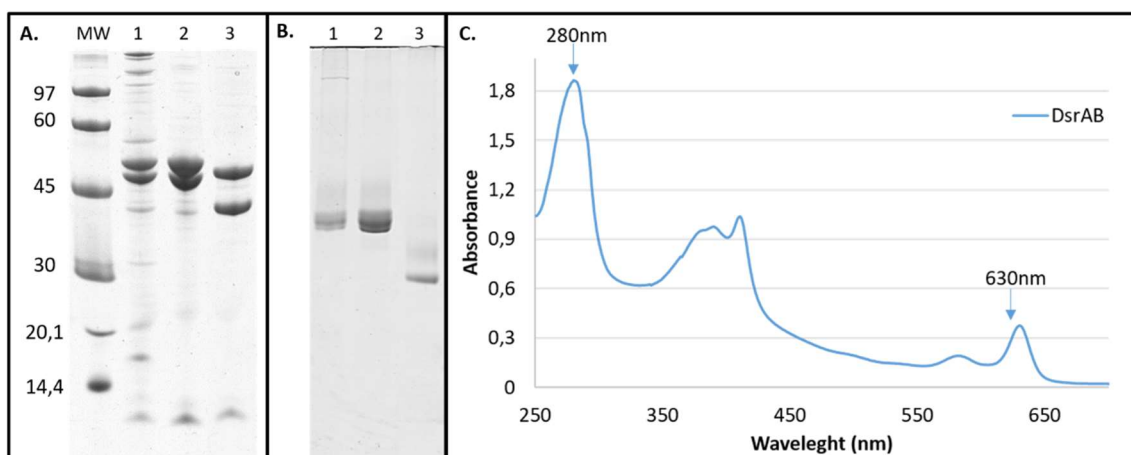 A. MW 1 2 3
97
60
45
30
20,1
14,4
B.
1 2 3
C.
280nm
DsrAB
630nm
Absorbance
1,8
1,5
1,2
0,9
0,6
0,3
0
250 350 450 550 650
Waveleght (nm)